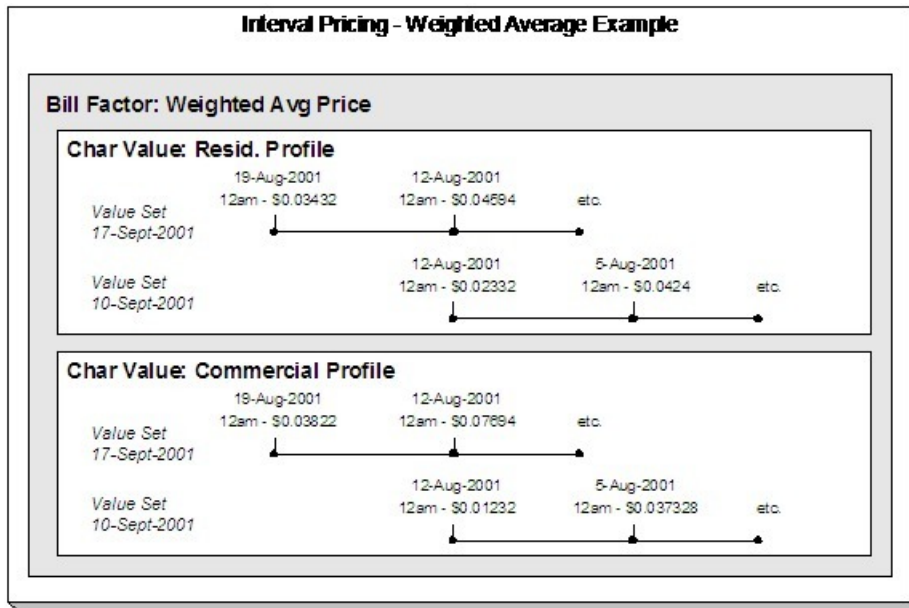 Interval Pricing - Weighted Average Example
Bill Factor: Weighted Avg Price
Char Value: Resid. Profile
19-Aug-2001 12-Aug-2001
12am - $0.03432 12am - $0.04594 etc.
Value Set
17-Sept-2001
12-Aug-2001 5-Aug-2001
12am - $0.02332 12am - $0.0424 etc.
Value Set
10-Sept-2001
Char Value: Commercial Profile
19-Aug-2001 12-Aug-2001
12am - $0.03822 12am - $0.07694 etc.
Value Set
17-Sept-2001
12-Aug-2001 5-Aug-2001
12am - $0.01232 12am - $0.037328 etc.
Value Set
10-Sept-2001